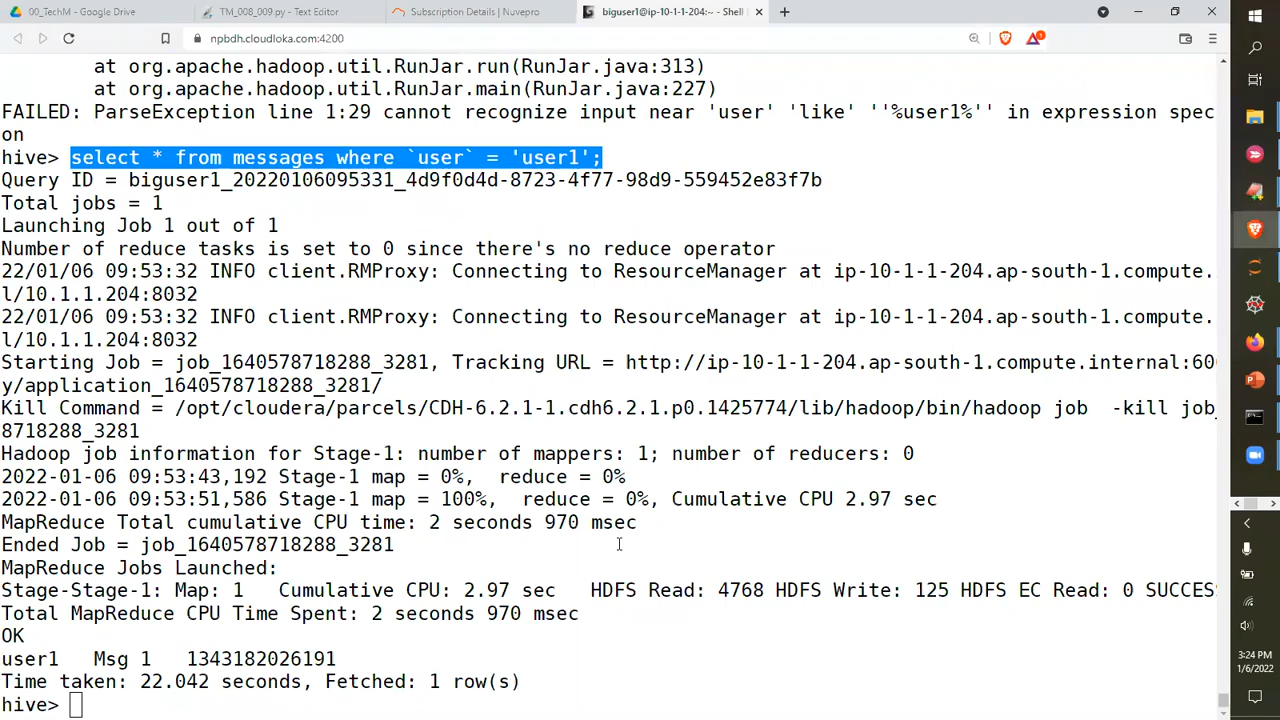 00_TechM - Google Drive
TM_008_009.py - Text Editor
Subscription Details | Nuvepro
biguser1@ip-10-1-1-204:~ - Shell
npbdh.cloudloka.com:4200
at org.apache.hadoop.util.RunJar.run(RunJar.java:313)
at org.apache.hadoop.util.RunJar.main(RunJar.java:227)
FAILED: ParseException line 1:29 cannot recognize input near 'user' 'like' ''%user1%'' in expression spec
on
hive> select * from messages where `user` = 'user1';
Query ID = biguser1_20220106095331_4d9f0d4d-8723-4f77-98d9-559452e83f7b
Total jobs = 1
Launching Job 1 out of 1
Number of reduce tasks is set to 0 since there's no reduce operator
22/01/06 09:53:32 INFO client.RMProxy: Connecting to ResourceManager at ip-10-1-1-204.ap-south-1.compute.
l/10.1.1.204:8032
22/01/06 09:53:32 INFO client.RMProxy: Connecting to ResourceManager at ip-10-1-1-204.ap-south-1.compute.
l/10.1.1.204:8032
Starting Job = job_1640578718288_3281, Tracking URL = http://ip-10-1-1-204.ap-south-1.compute.internal:60
y/application_1640578718288_3281/
Kill Command = /opt/cloudera/parcels/CDH-6.2.1-1.cdh6.2.1.p0.1425774/lib/hadoop/bin/hadoop job  -kill job_
8718288_3281
Hadoop job information for Stage-1: number of mappers: 1; number of reducers: 0
2022-01-06 09:53:43,192 Stage-1 map = 0%,  reduce = 0%
2022-01-06 09:53:51,586 Stage-1 map = 100%,  reduce = 0%, Cumulative CPU 2.97 sec
MapReduce Total cumulative CPU time: 2 seconds 970 msec
Ended Job = job_1640578718288_3281
MapReduce Jobs Launched:
Stage-Stage-1: Map: 1   Cumulative CPU: 2.97 sec   HDFS Read: 4768 HDFS Write: 125 HDFS EC Read: 0 SUCCES
Total MapReduce CPU Time Spent: 2 seconds 970 msec
OK
user1   Msg 1   1343182026191
Time taken: 22.042 seconds, Fetched: 1 row(s)
hive>
3:24 PM
1/6/2022